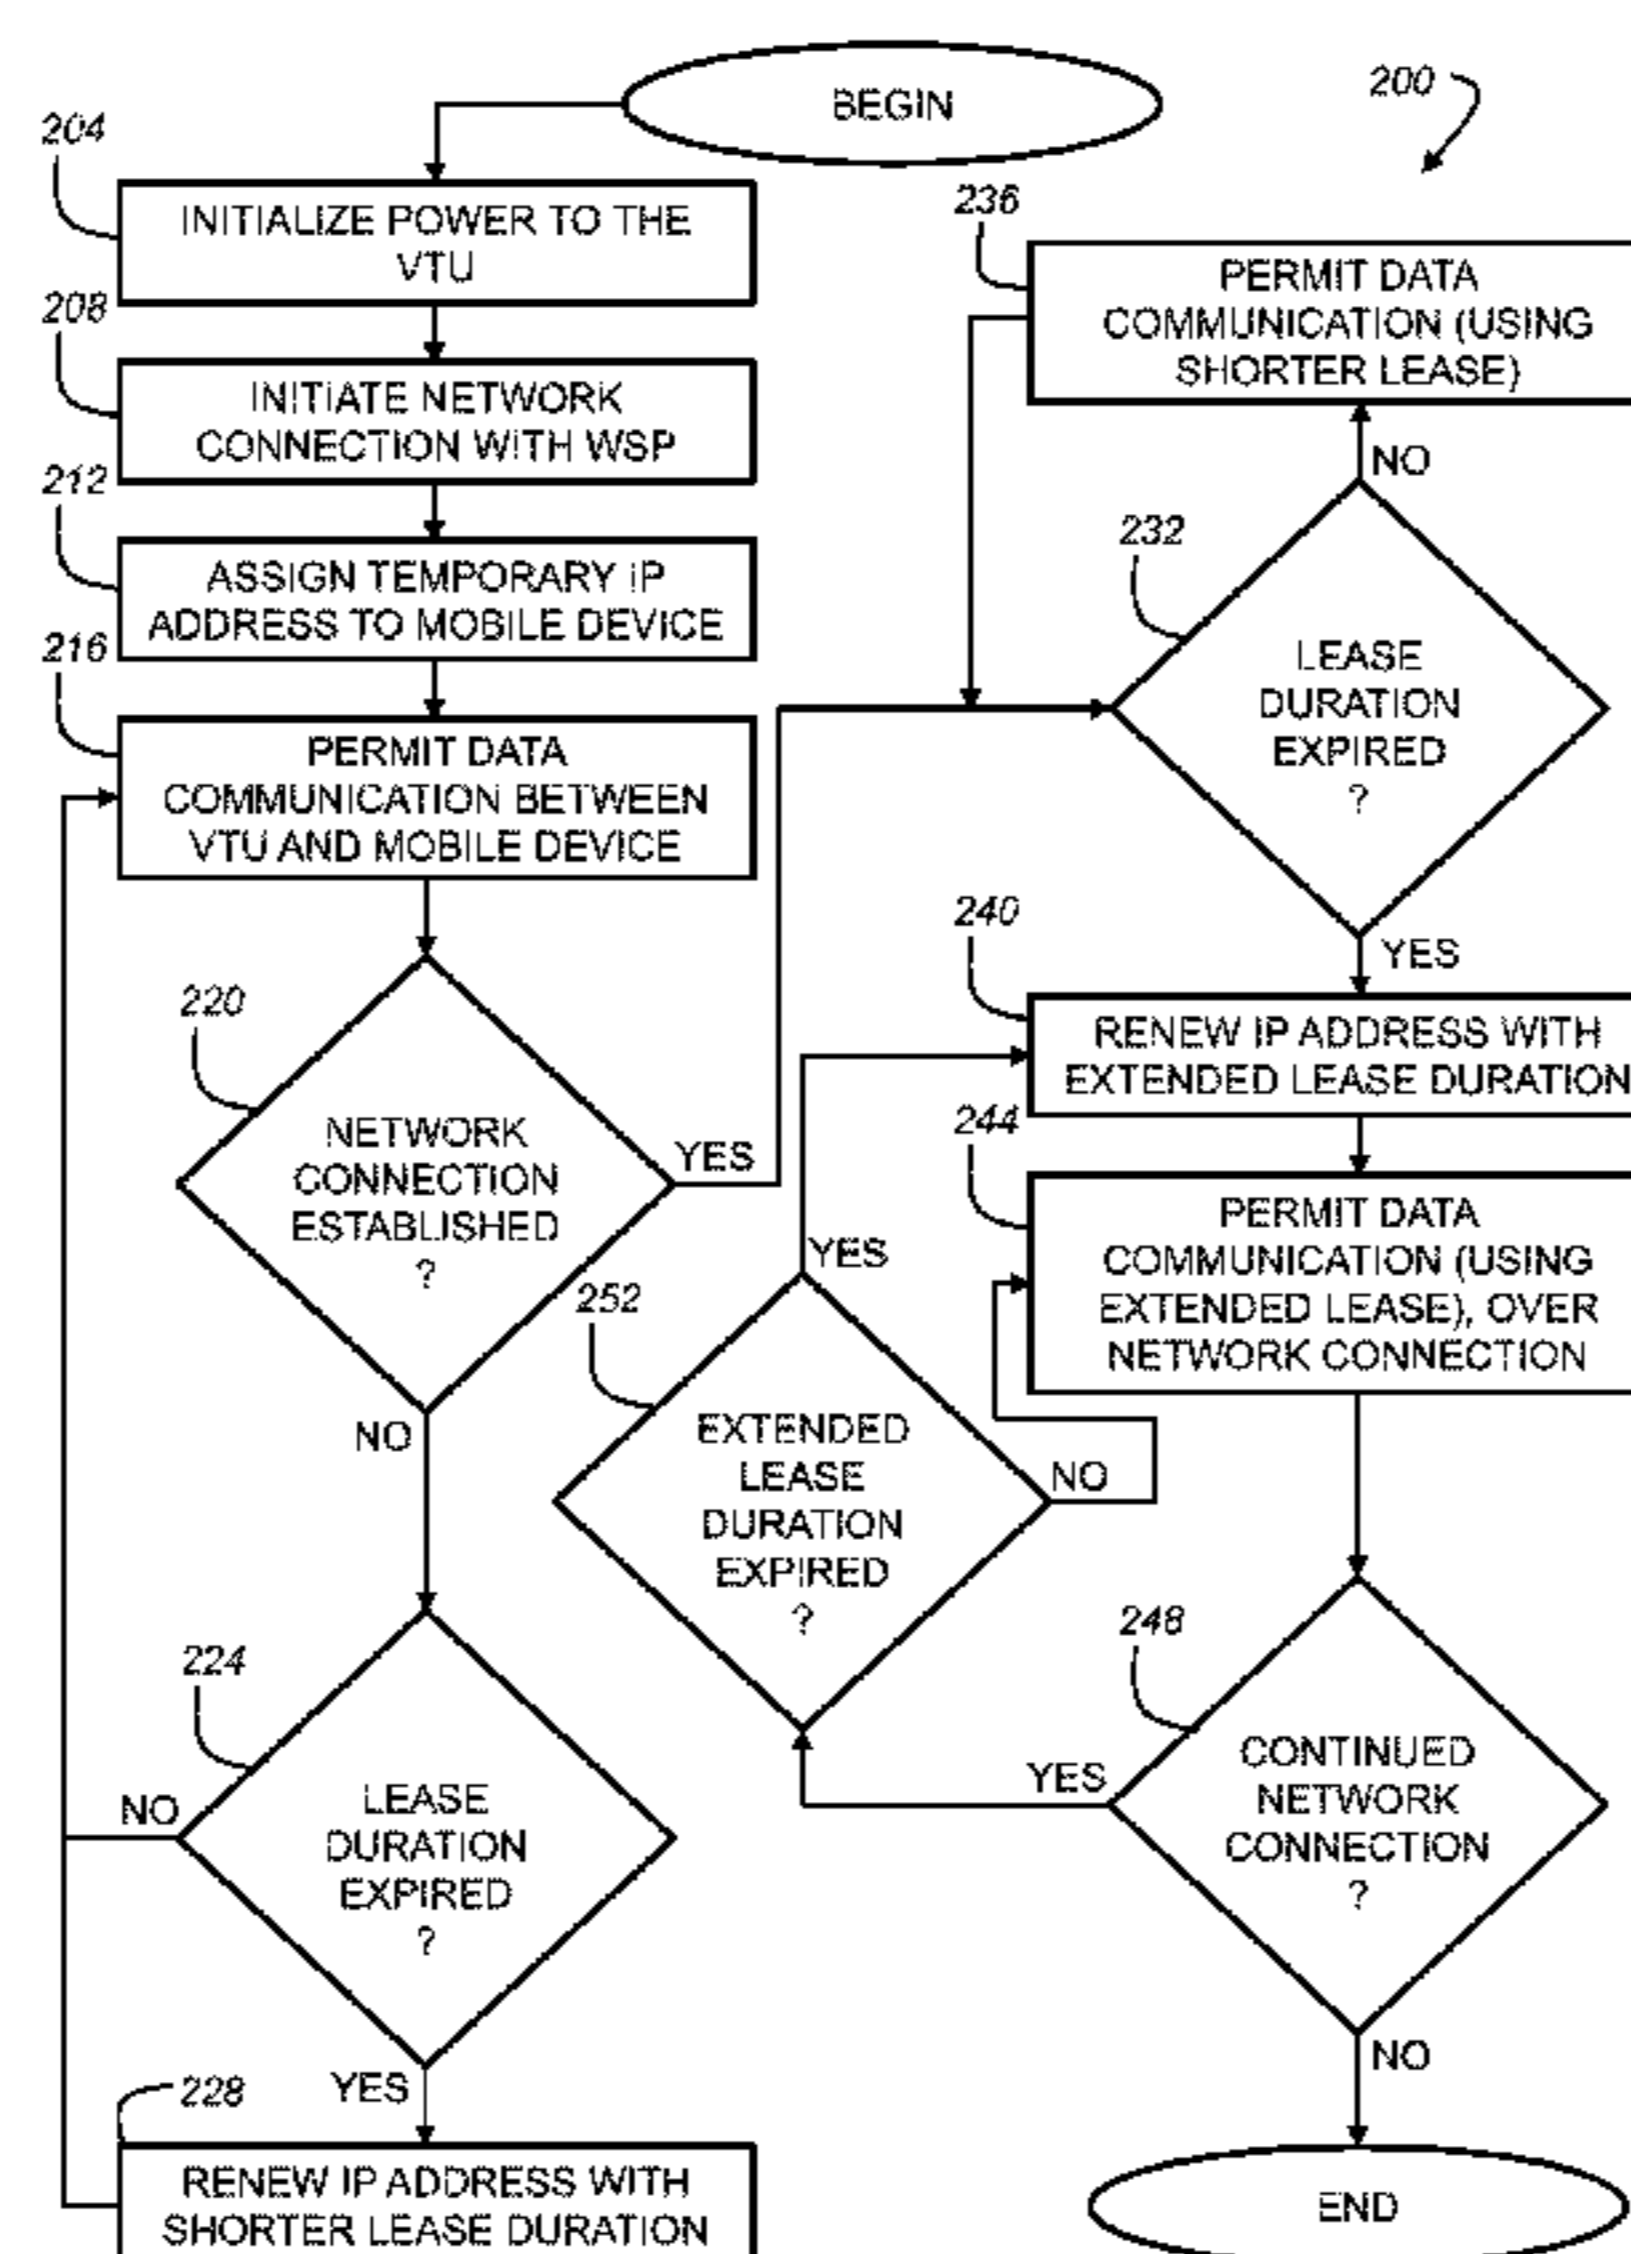 BEGIN
200
204
INITIALIZE POWER TO THE
VTU
208
INITIATE NETWORK
CONNECTION WITH WSP
212
ASSIGN TEMPORARY IP
ADDRESS TO MOBILE DEVICE
216
PERMIT DATA
COMMUNICATION BETWEEN
VTU AND MOBILE DEVICE
220
NETWORK
CONNECTION
ESTABLISHED
?
YES
NO
224
LEASE
DURATION
EXPIRED
?
NO
YES
228
RENEW IP ADDRESS WITH
SHORTER LEASE DURATION
236
PERMIT DATA
COMMUNICATION (USING
SHORTER LEASE)
NO
232
LEASE
DURATION
EXPIRED
?
YES
240
RENEW IP ADDRESS WITH
EXTENDED LEASE DURATION
244
PERMIT DATA
COMMUNICATION (USING
EXTENDED LEASE), OVER
NETWORK CONNECTION
YES
252
EXTENDED
LEASE
DURATION
EXPIRED
?
NO
248
CONTINUED
NETWORK
CONNECTION
?
YES
NO
END